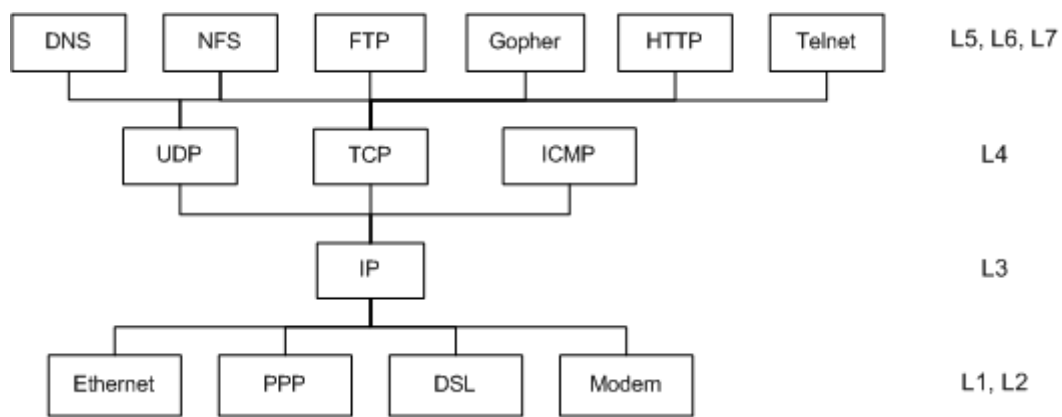 DNS NFS FTP Gopher HTTP Telnet L5, L6, L7
UDP TCP ICMP L4
IP L3
Ethernet PPP DSL Modem L1, L2